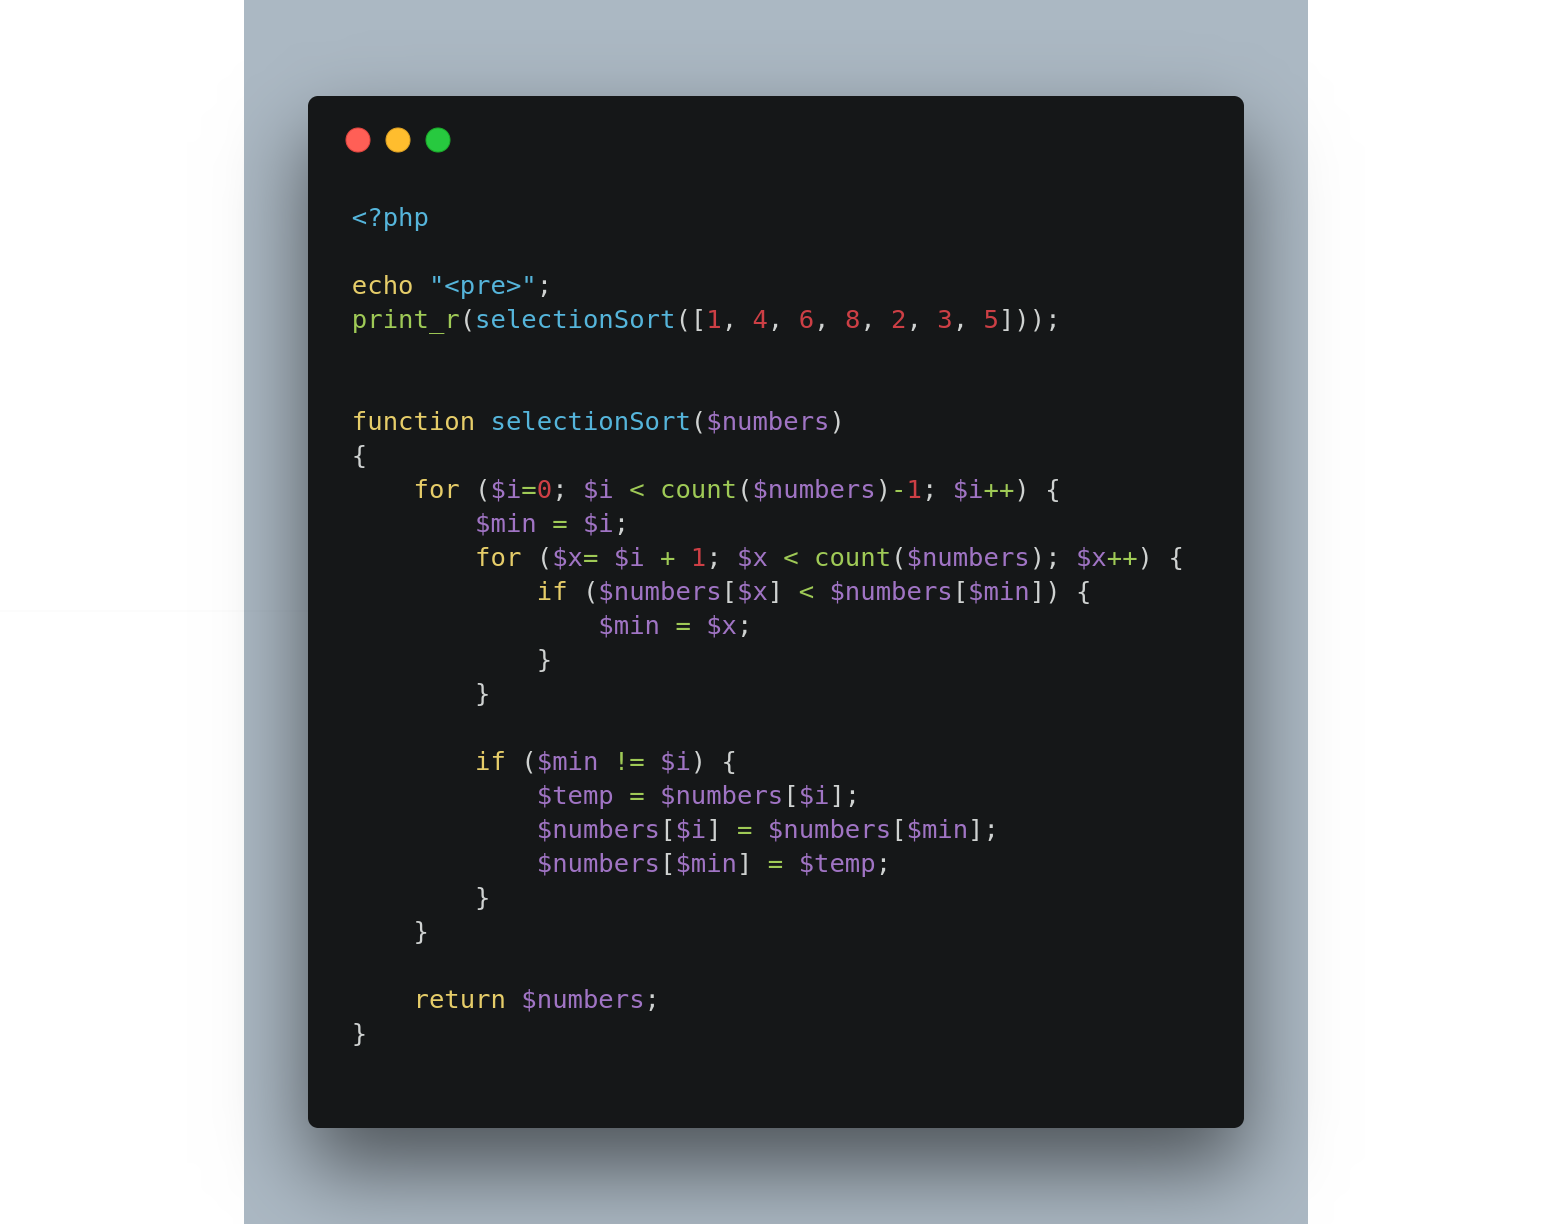 <?php
echo "<pre>";
print_r(selectionSort([1, 4, 6, 8, 2, 3, 5]));
function selectionSort($numbers)
{
    for ($i=0; $i < count($numbers)-1; $i++) {
        $min = $i;
        for ($x= $i + 1; $x < count($numbers); $x++) {
            if ($numbers[$x] < $numbers[$min]) {
                $min = $x;
            }
        }
        if ($min != $i) {
            $temp = $numbers[$i];
            $numbers[$i] = $numbers[$min];
            $numbers[$min] = $temp;
        }
    }
    return $numbers;
}